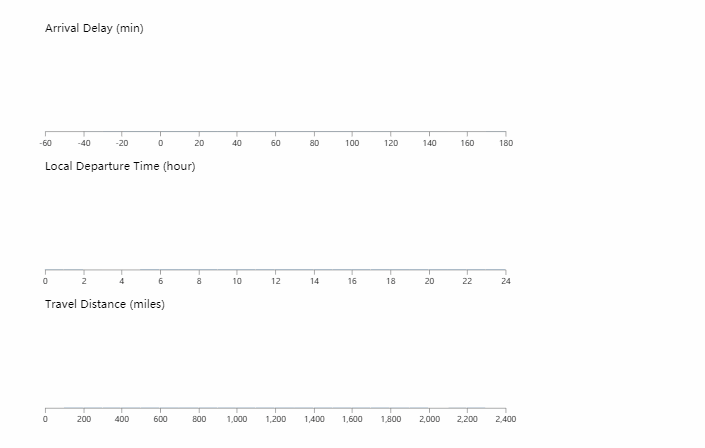 Arrival Delay (min)
-60 -40 -20 0 20 40 60 80 100 120 140 160 180
Local Departure Time (hour)
0 2 4 6 8 10 12 14 16 18 20 22 24
Travel Distance (miles)
0 200 400 600 800 1,000 1,200 1,400 1,600 1,800 2,000 2,200 2,400